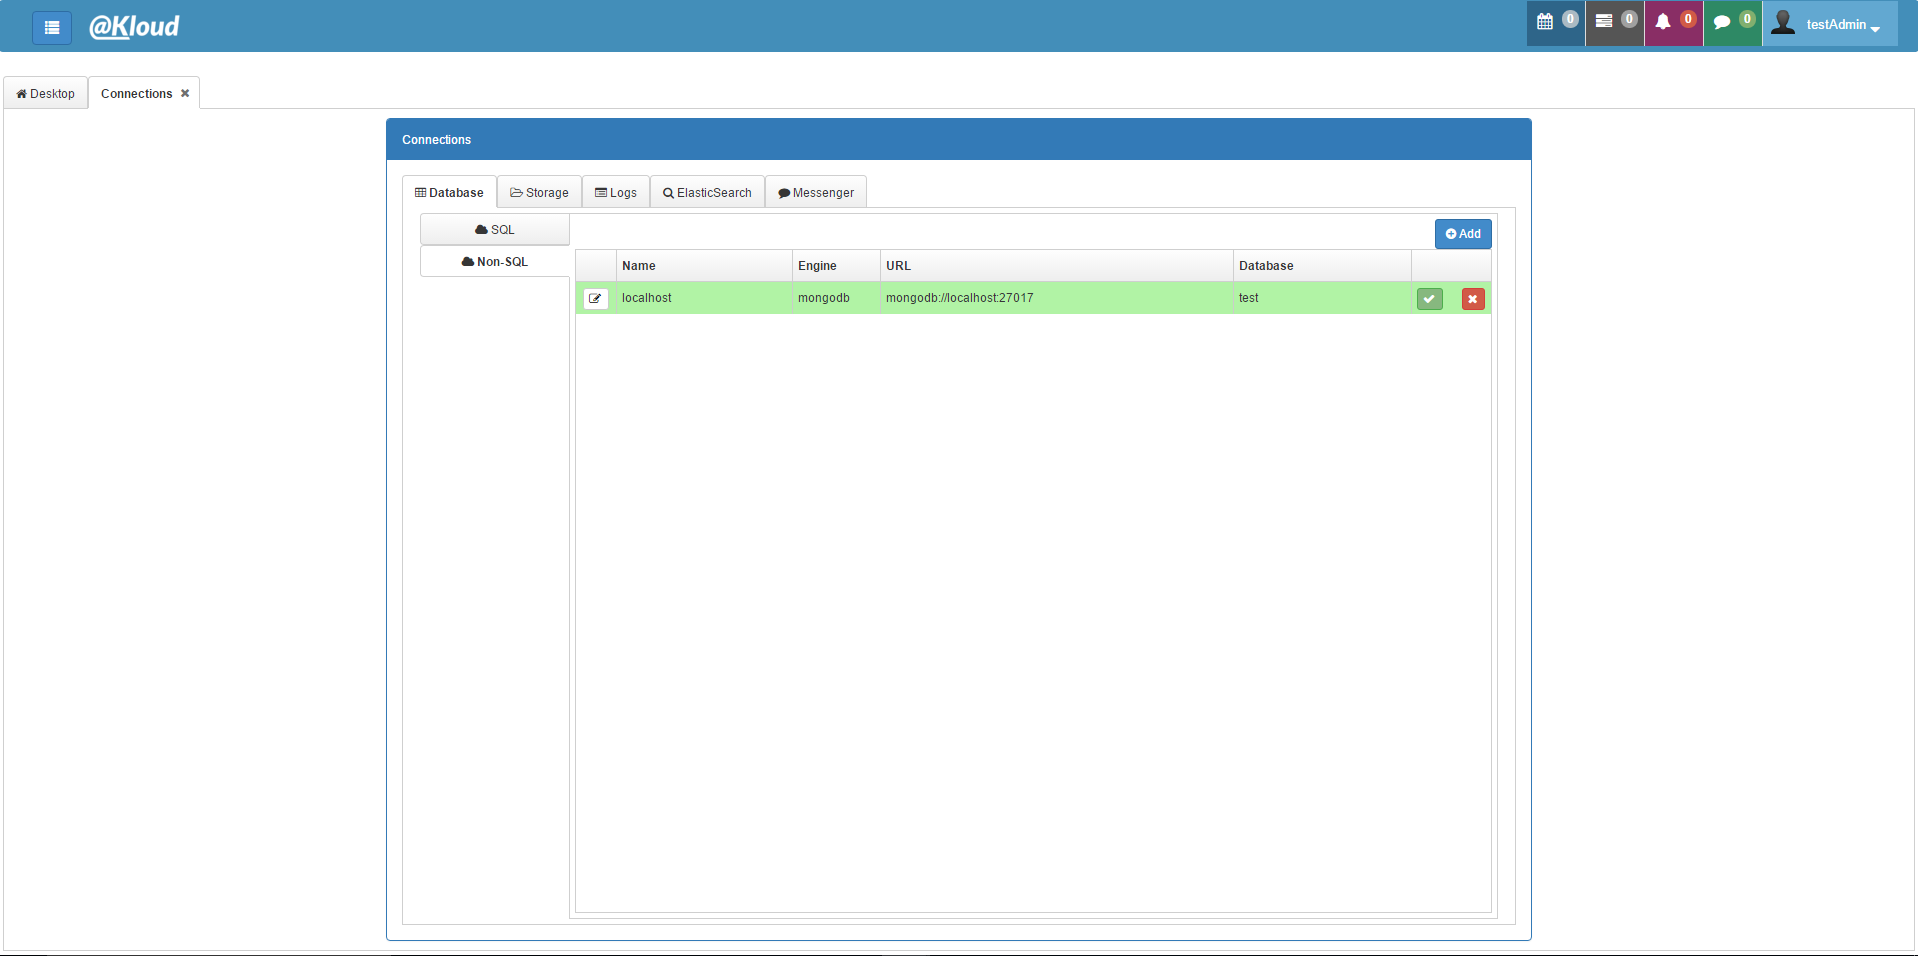 @Kloud
0 0 0 0 testAdmin
Desktop Connections
Connections
Database Storage Logs ElasticSearch Messenger
SQL
Add
Non-SQL
Name Engine URL Database
localhost mongodb mongodb://localhost:27017 test